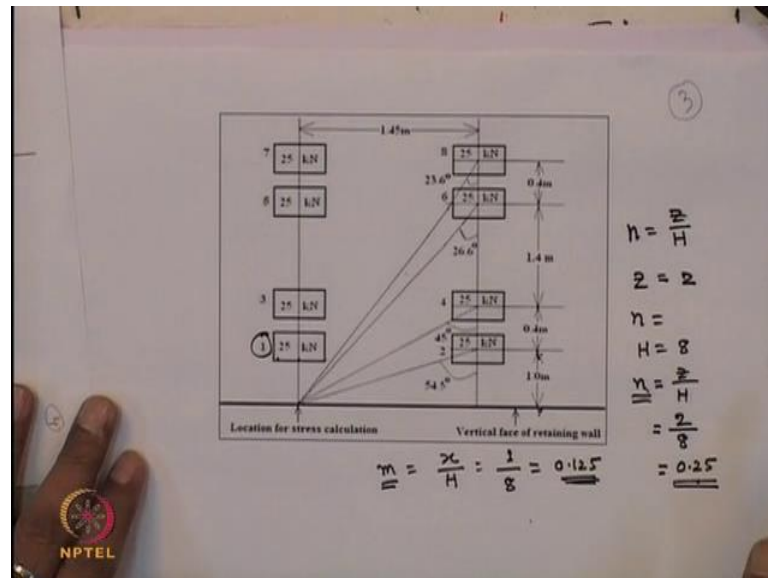 3
1.45m
7 25 kN
8 25 kN
23.6°
0.4m
5 25 kN
6 25 kN
26.6°
1.4 m
3 25 kN
4 25 kN
45°
0.4m
1 25 kN
2 25 kN
54.5°
1.0m
Location for stress calculation
Vertical face of retaining wall
n = z/H
z = 2
n =
H = 8
n = z/H
= 2/8
= 0.25
m = x/H = 1/8 = 0.125
NPTEL